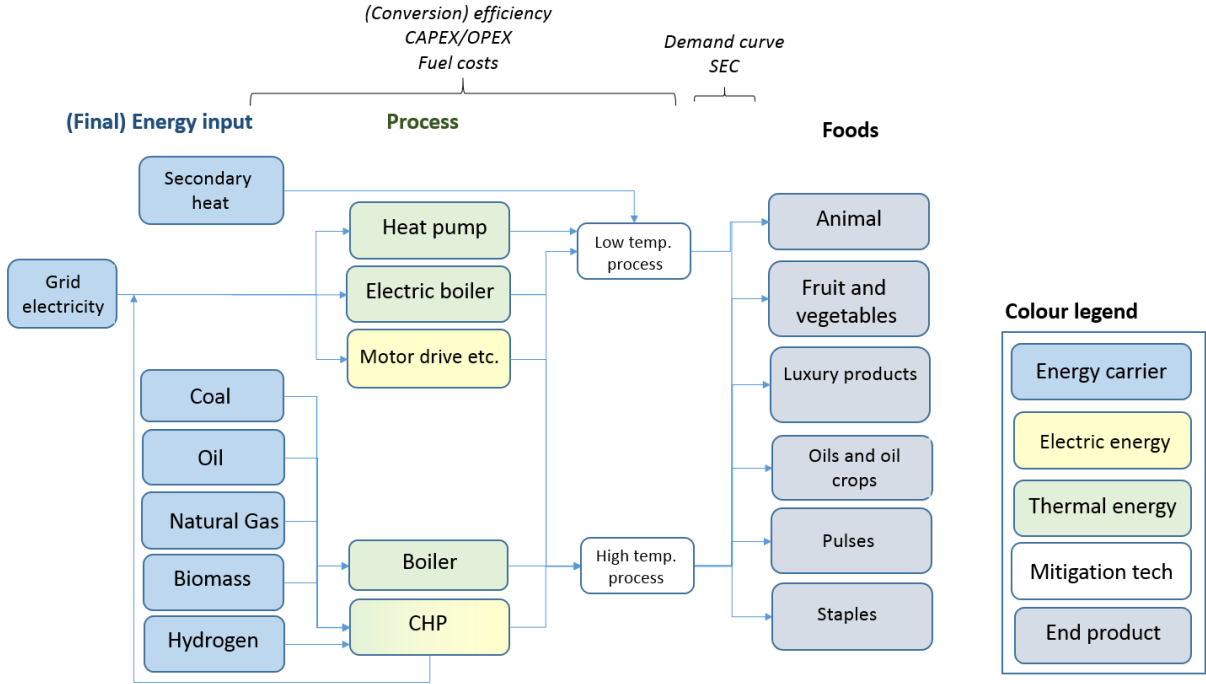 (Conversion) efficiency
CAPEX/OPEX
Fuel costs
Demand curve
SEC
(Final) Energy input
Process
Foods
Secondary
heat
Grid
electricity
Coal
Oil
Natural Gas
Biomass
Hydrogen
Heat pump
Electric boiler
Motor drive etc.
Boiler
CHP
Low temp.
process
High temp.
process
Animal
Fruit and
vegetables
Luxury products
Oils and oil
crops
Pulses
Staples
Colour legend
Energy carrier
Electric energy
Thermal energy
Mitigation tech
End product